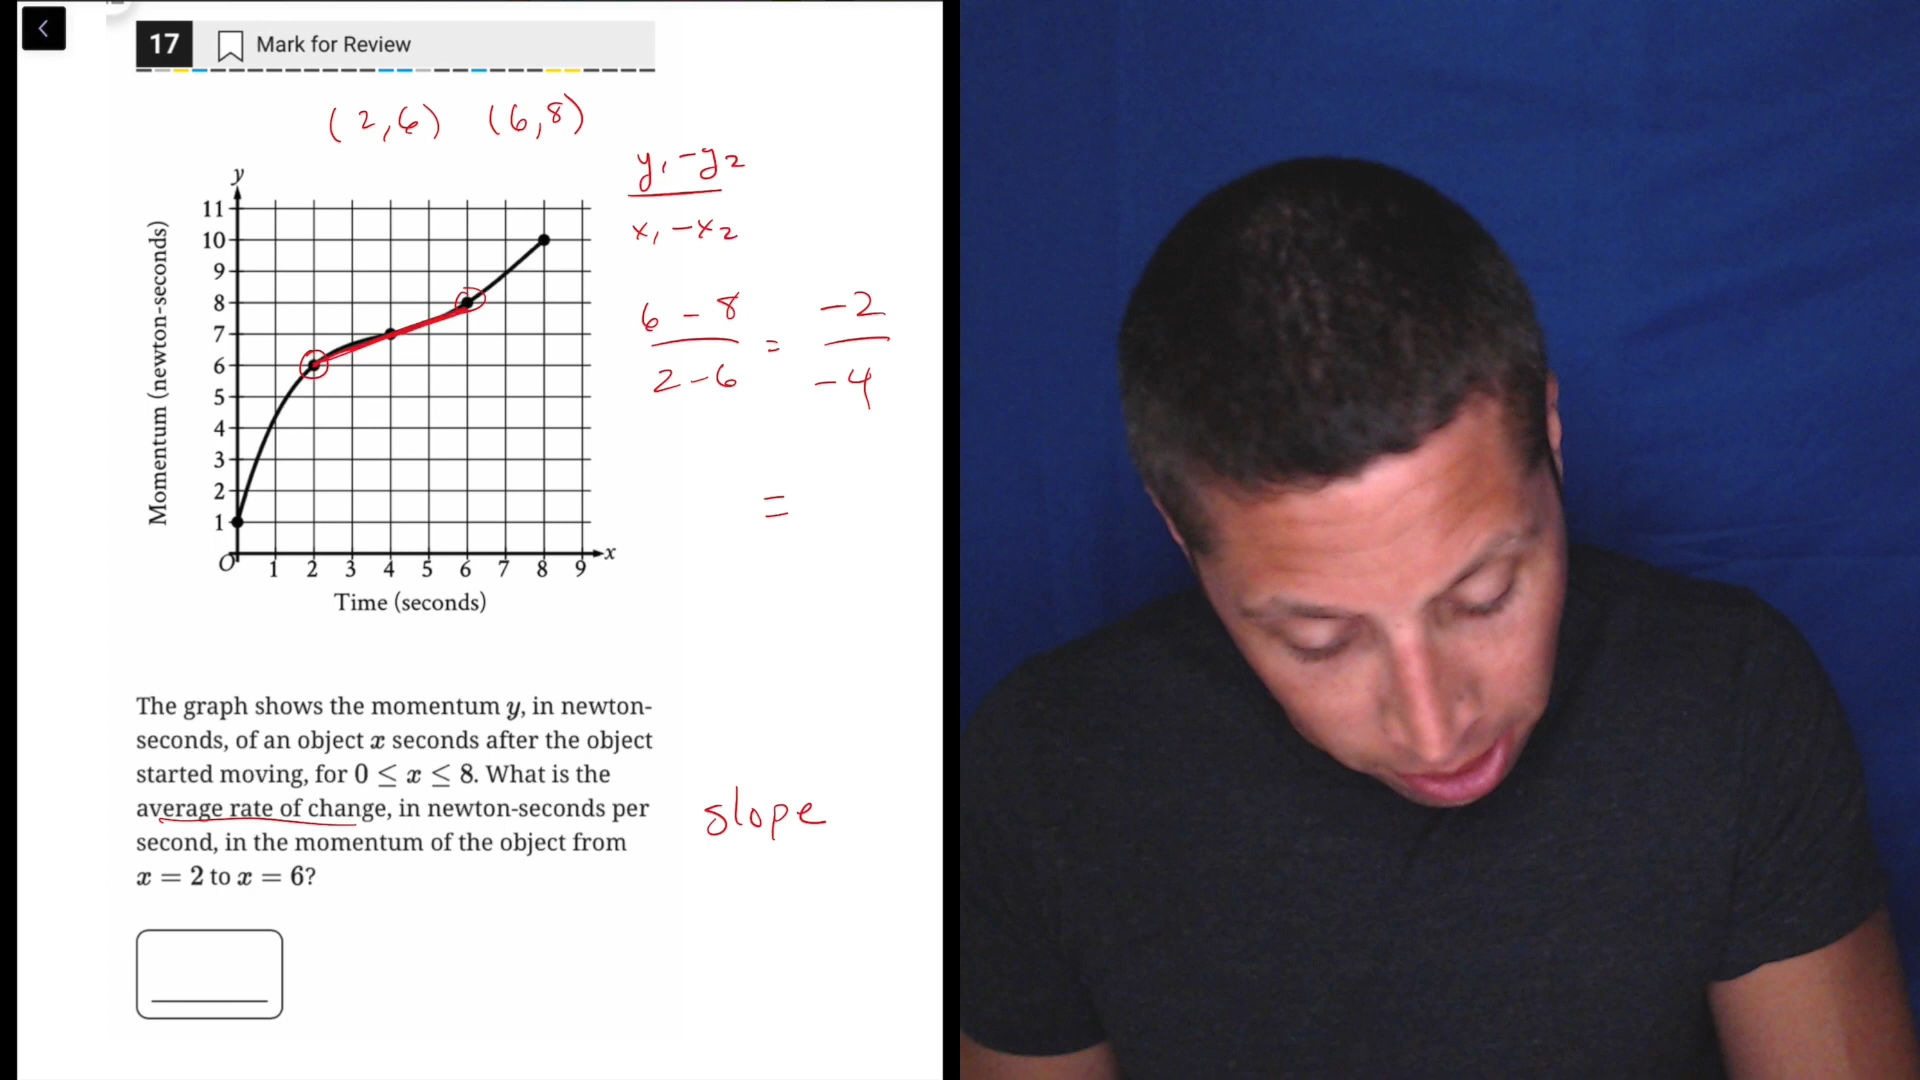 17 Mark for Review
(2,6) (6,8)
y₁-y₂
x₁-x₂
y
11
10
9
8
7
6
5
4
3
2
1
O
1 2 3 4 5 6 7 8 9
x
Momentum (newton-seconds)
Time (seconds)
6-8 = -2
2-6 -4
=
The graph shows the momentum y, in newton-
seconds, of an object x seconds after the object
started moving, for 0 ≤ x ≤ 8. What is the
average rate of change, in newton-seconds per
second, in the momentum of the object from
x = 2 to x = 6?
slope